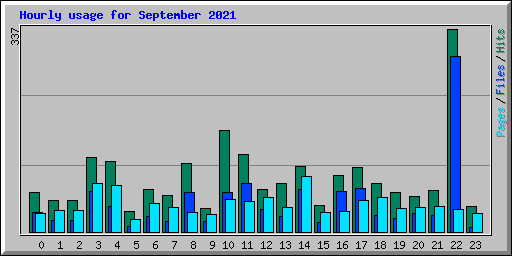 Hourly usage for September 2021
337
Pages / Files / Hits
0 1 2 3 4 5 6 7 8 9 10 11 12 13 14 15 16 17 18 19 20 21 22 23